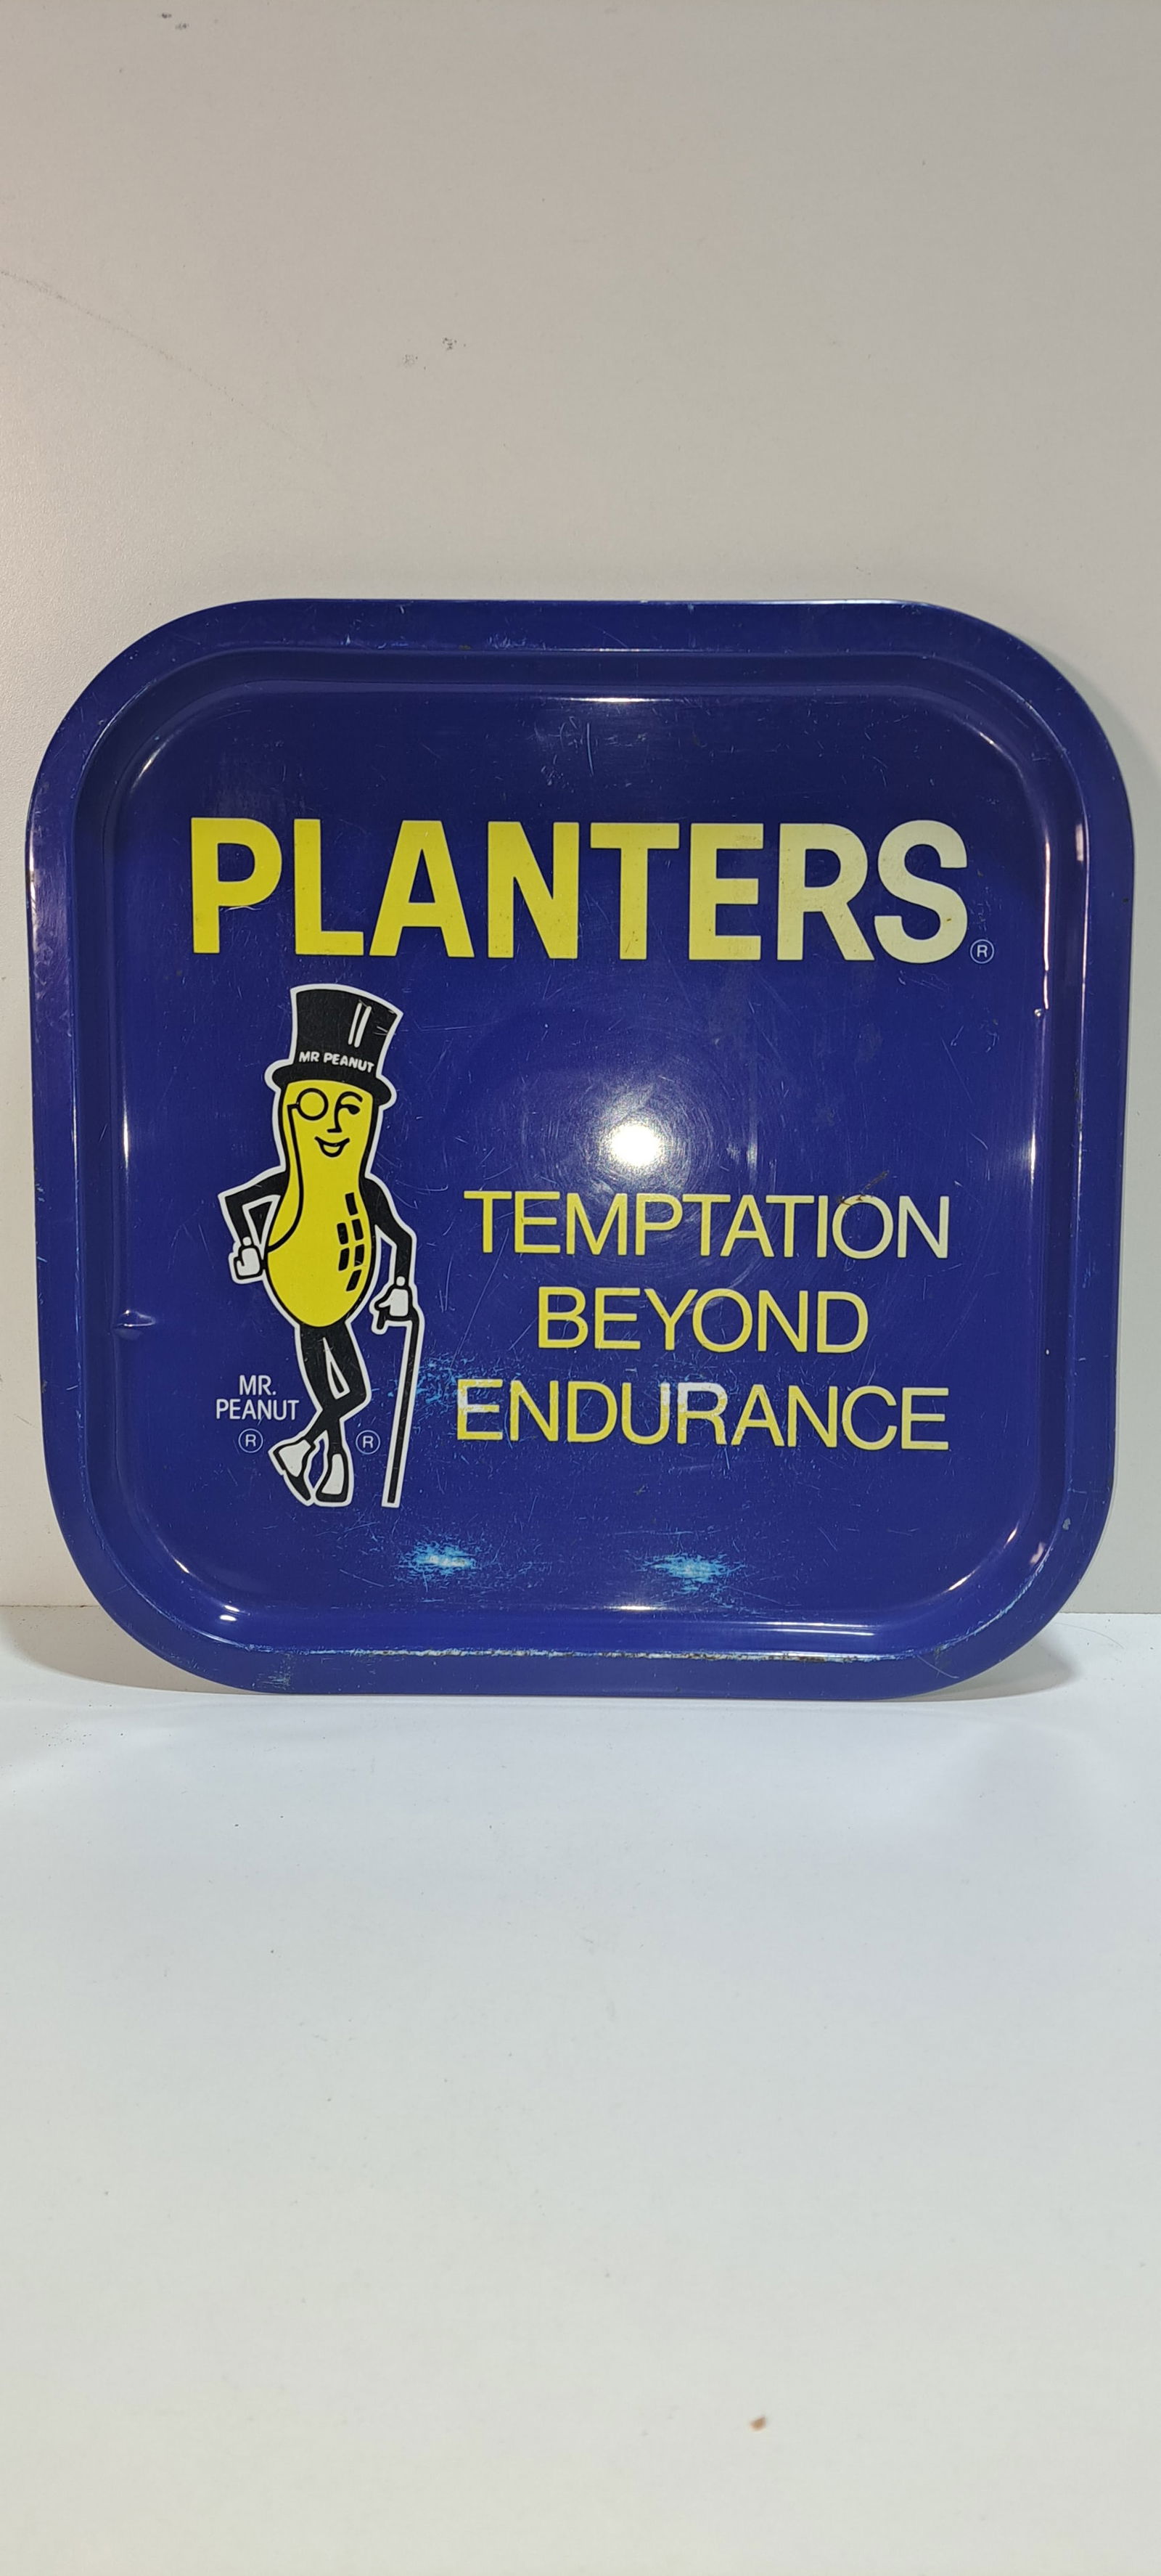 PLANTERS®
MR PEANUT
TEMPTATION
BEYOND
ENDURANCE
MR.
PEANUT
® ®